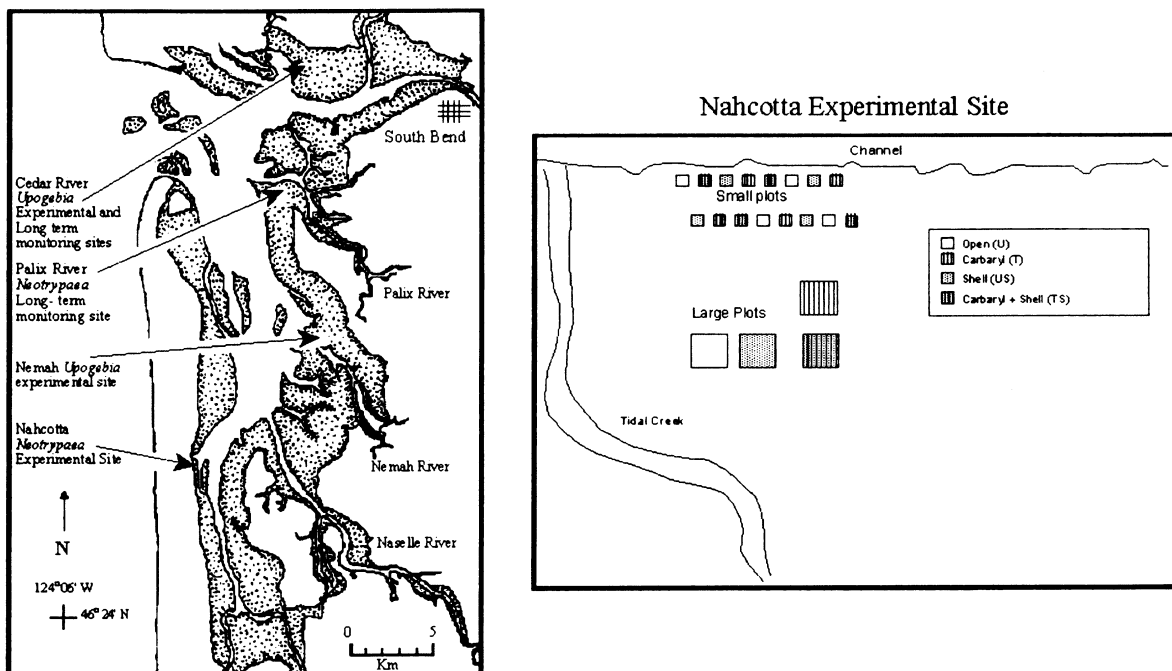 South Bend
Cedar River
Upogebia
Experimental and
Long term
monitoring sites
Palix River
Neotrypaea
Long- term
monitoring site
Palix River
Nemah Upogebia
experimental site
Nahcotta
Neotrypaea
Experimental Site
Nemah River
N
Naselle River
124°06' W
46° 24' N
0 5
Km
Nahcotta Experimental Site
Channel
Small plots
Open (U)
Carbaryl (T)
Shell (US)
Carbaryl + Shell (TS)
Large Plots
Tidal Creek